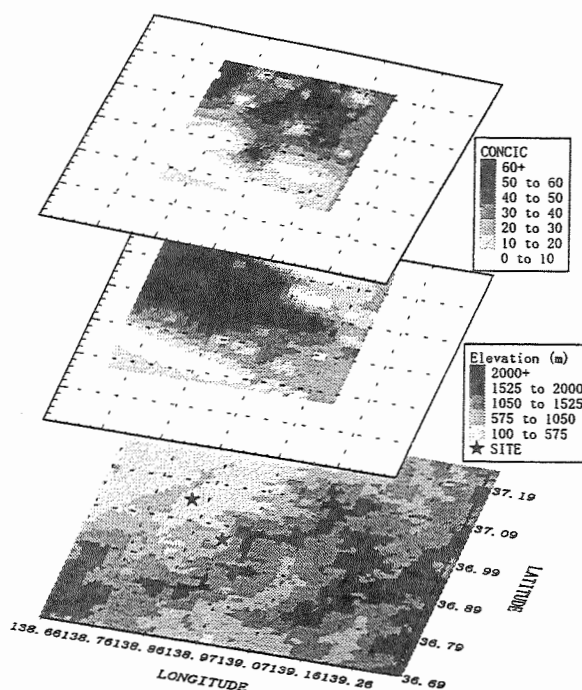 CONCIC
60+
50 to 60
40 to 50
30 to 40
20 to 30
10 to 20
0 to 10
Elevation (m)
2000+
1525 to 2000
1050 to 1525
575 to 1050
100 to 575
★ SITE
37.19
37.09
36.99
36.89
36.79
36.69
LATITUDE
138.66138.76138.86138.97139.07139.16139.26
LONGITUDE